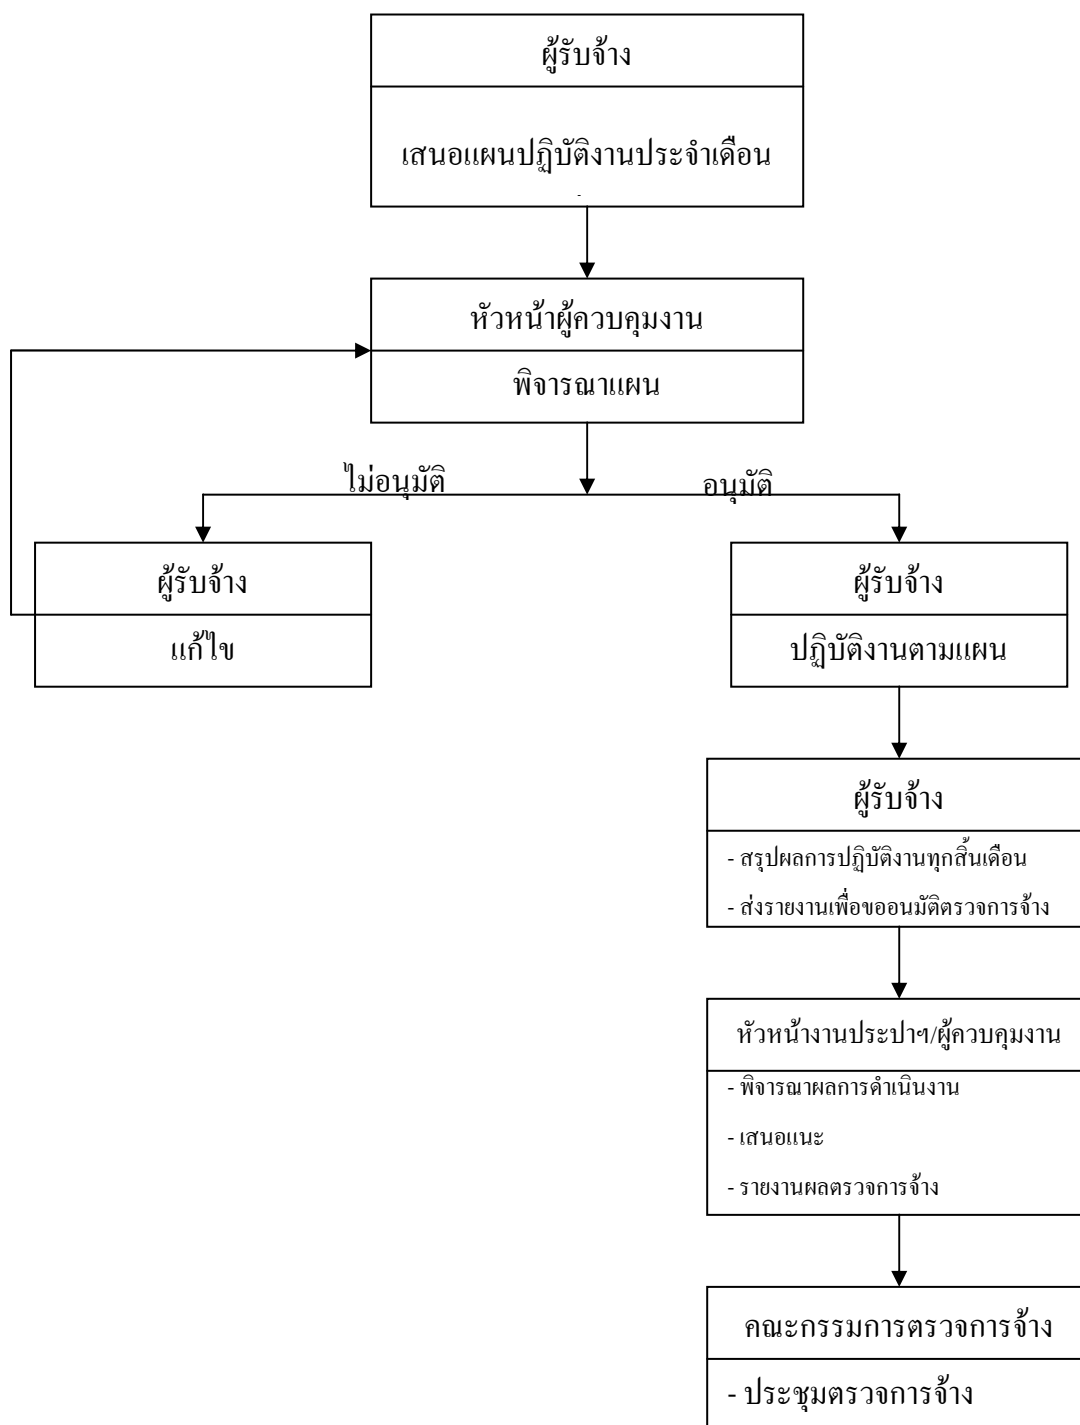 ผู้รับจ้าง
เสนอแผนปฏิบัติงานประจำเดือน
หัวหน้าผู้ควบคุมงาน
พิจารณาแผน
ไม่อนุมัติ
อนุมัติ
ผู้รับจ้าง
แก้ไข
ผู้รับจ้าง
ปฏิบัติงานตามแผน
ผู้รับจ้าง
- สรุปผลการปฏิบัติงานทุกสิ้นเดือน
- ส่งรายงานเพื่อขออนมัติตรวจการจ้าง
หัวหน้างานประปาฯ/ผู้ควบคุมงาน
- พิจารณาผลการดำเนินงาน
- เสนอแนะ
- รายงานผลตรวจการจ้าง
คณะกรรมการตรวจการจ้าง
- ประชุมตรวจการจ้าง